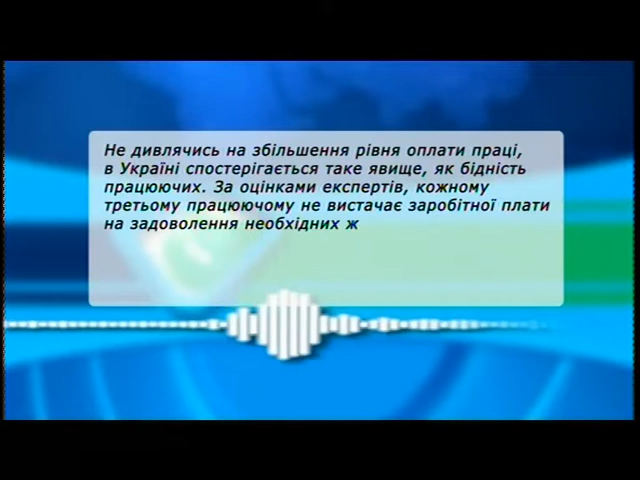 Не дивлячись на збільшення рівня оплати праці,
в Україні спостерігається таке явище, як бідність
працюючих. За оцінками експертів, кожному
третьому працюючому не вистачає заробітної плати
на задоволення необхідних ж